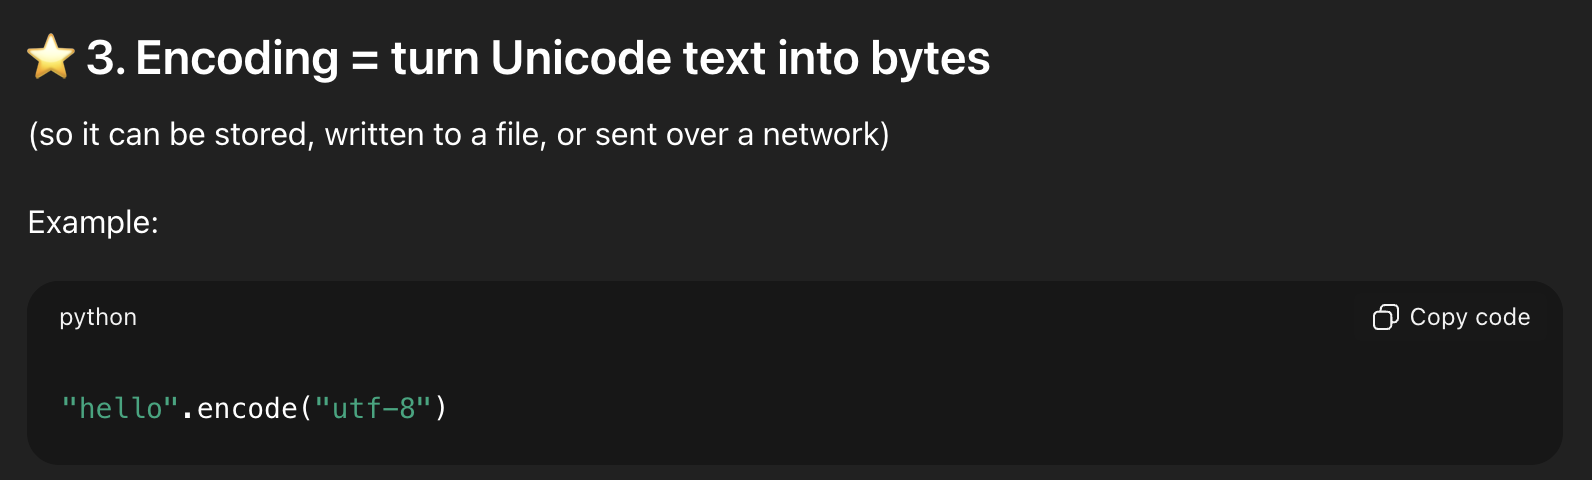 ⭐ 3. Encoding = turn Unicode text into bytes
(so it can be stored, written to a file, or sent over a network)
Example:
python
Copy code
"hello".encode("utf-8")